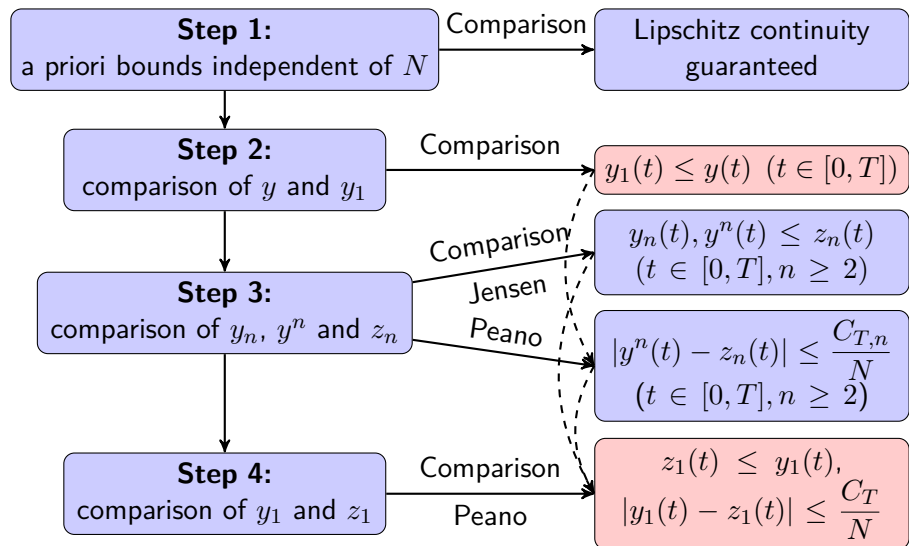 Step 1:
a priori bounds independent of N
Comparison
Lipschitz continuity
guaranteed
Step 2:
comparison of y and y₁
Comparison
y₁(t) ≤ y(t) (t ∈ [0, T])
Step 3:
comparison of yₙ, yⁿ and zₙ
Comparison
Jensen
yₙ(t), yⁿ(t) ≤ zₙ(t)
(t ∈ [0, T], n ≥ 2)
Peano
|yⁿ(t) − zₙ(t)| ≤ C_{T,n}/N
(t ∈ [0, T], n ≥ 2)
Step 4:
comparison of y₁ and z₁
Comparison
Peano
z₁(t) ≤ y₁(t),
|y₁(t) − z₁(t)| ≤ C_T/N